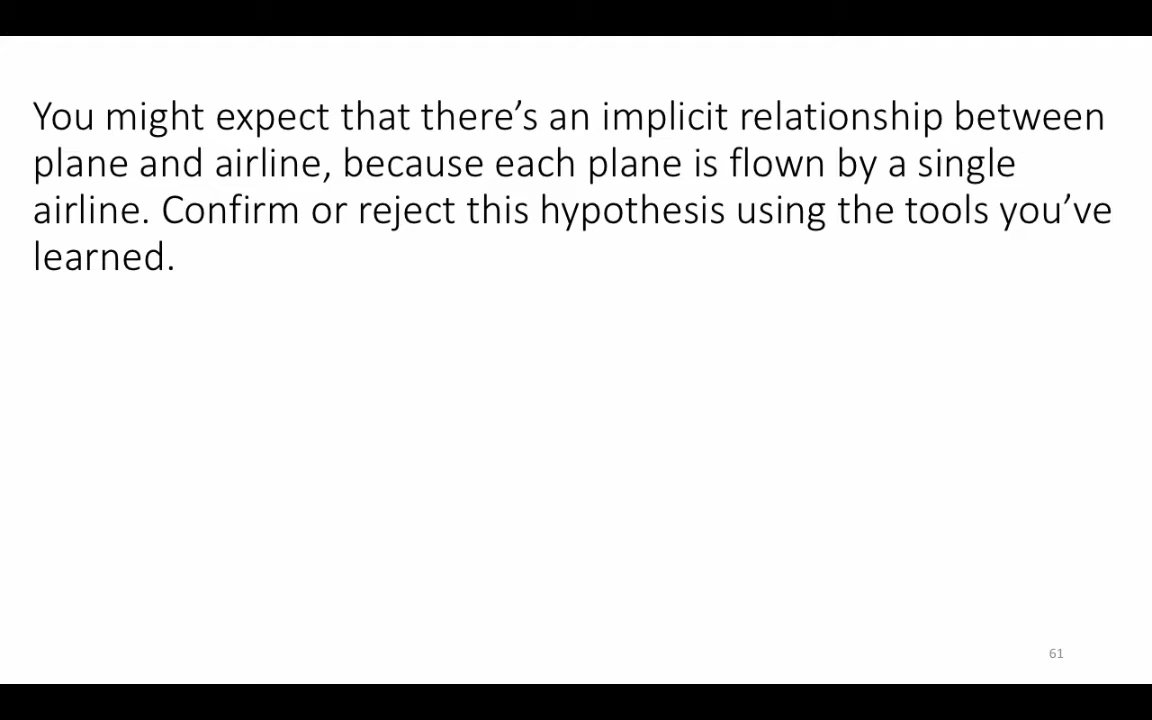 You might expect that there’s an implicit relationship between
plane and airline, because each plane is flown by a single
airline. Confirm or reject this hypothesis using the tools you’ve
learned.
61